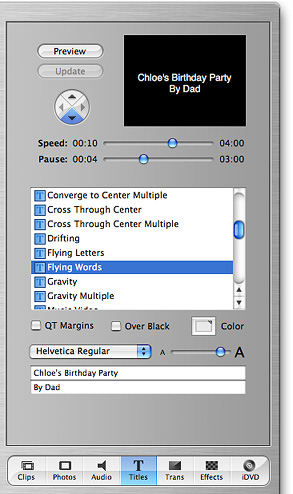 Preview
Chloe's Birthday Party
By Dad
Update
Speed: 00:10 04:00
Pause: 00:04 03:00
Converge to Center Multiple
Cross Through Center
Cross Through Center Multiple
Drifting
Flying Letters
Flying Words
Gravity
Gravity Multiple
Music Video
QT Margins Over Black Color
Helvetica Regular A A
Chloe's Birthday Party
By Dad
Clips Photos Audio Titles Trans Effects iDVD